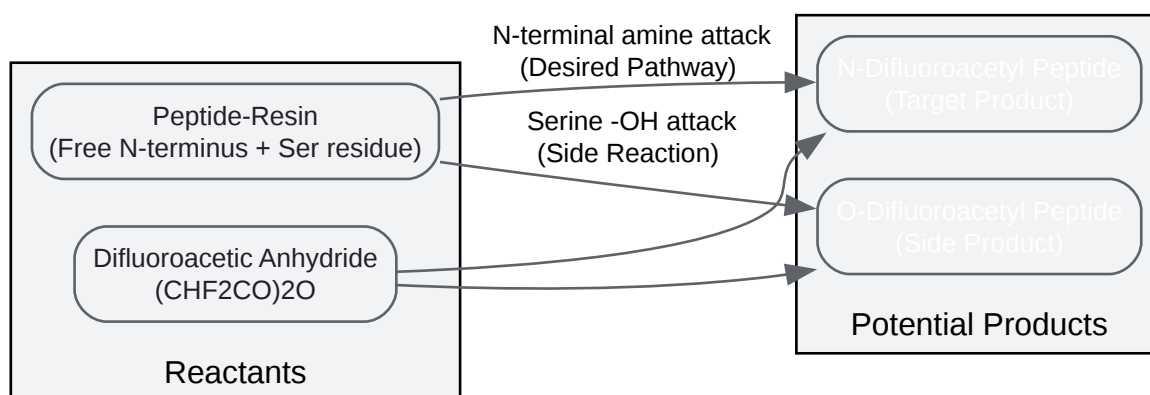 N-terminal amine attack
(Desired Pathway)
N-Difluoroacetyl Peptide
(Target Product)
Peptide-Resin
(Free N-terminus + Ser residue)
Serine -OH attack
(Side Reaction)
O-Difluoroacetyl Peptide
(Side Product)
Difluoroacetic Anhydride
(CHF2CO)2O
Potential Products
Reactants